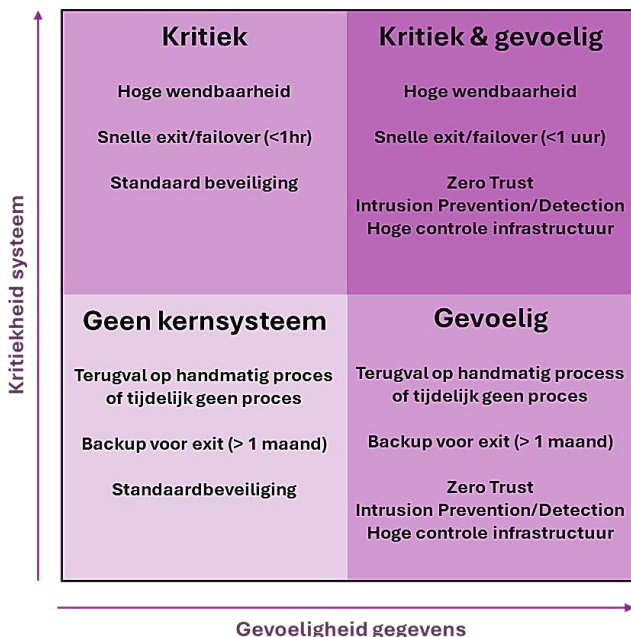 Kritiek
Hoge wendbaarheid
Snelle exit/failover (<1hr)
Standaard beveiliging
Kritiek & gevoelig
Hoge wendbaarheid
Snelle exit/failover (<1 uur)
Zero Trust
Intrusion Prevention/Detection
Hoge controle infrastructuur
Geen kernsysteem
Terugval op handmatig proces
of tijdelijk geen proces
Backup voor exit (> 1 maand)
Standaardbeveiliging
Gevoelig
Terugval op handmatig process
of tijdelijk geen proces
Backup voor exit (> 1 maand)
Zero Trust
Intrusion Prevention/Detection
Hoge controle infrastructuur
Kritiekheid systeem
Gevoeligheid gegevens